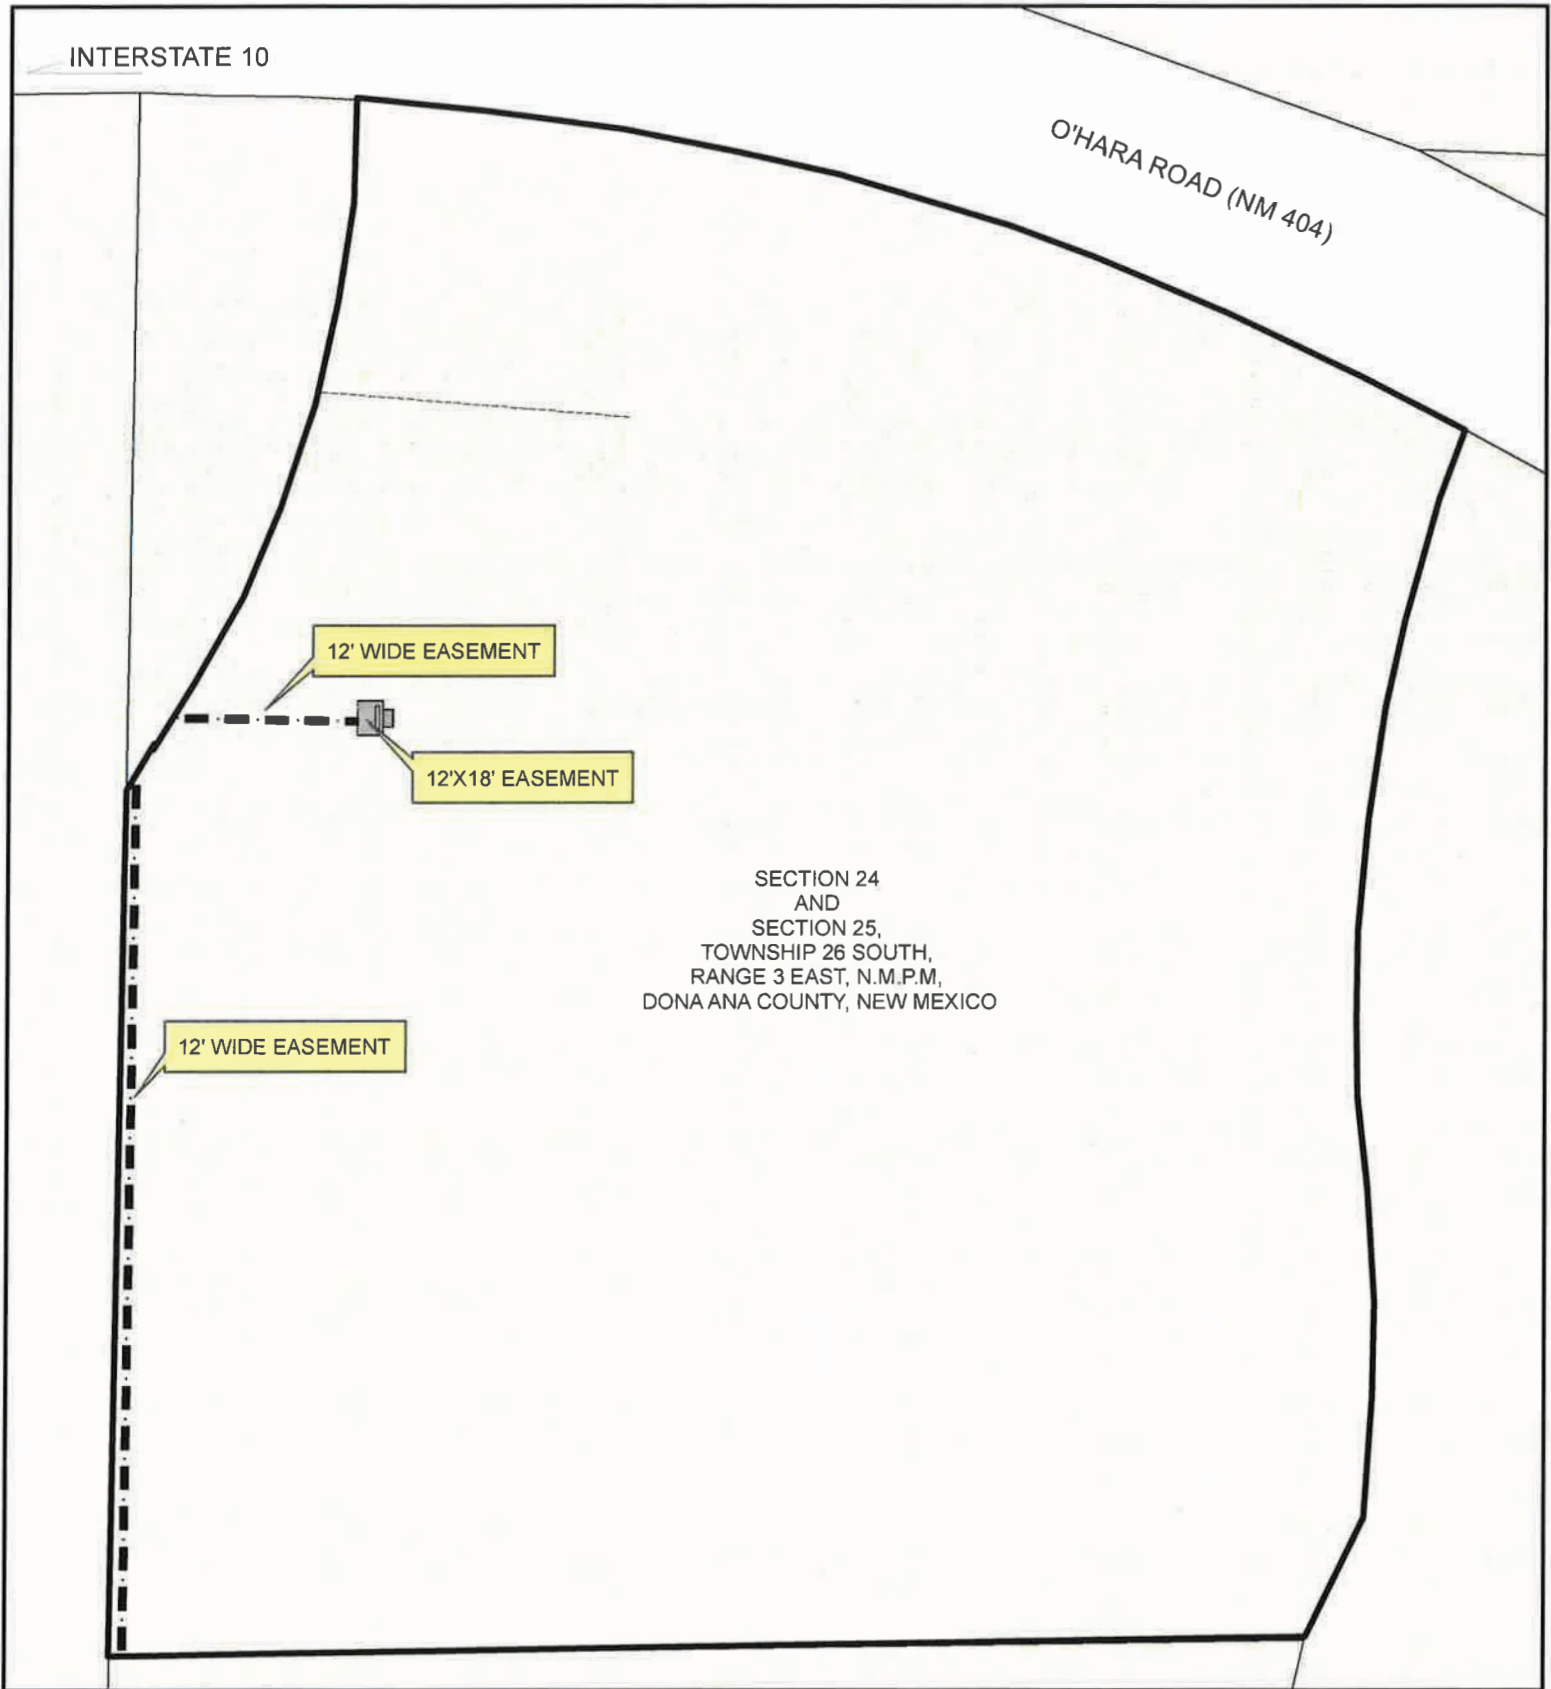 INTERSTATE 10
O'HARA ROAD (NM 404)
12' WIDE EASEMENT
12'X18' EASEMENT
SECTION 24
AND
SECTION 25,
TOWNSHIP 26 SOUTH,
RANGE 3 EAST, N.M.P.M,
DONA ANA COUNTY, NEW MEXICO
12' WIDE EASEMENT